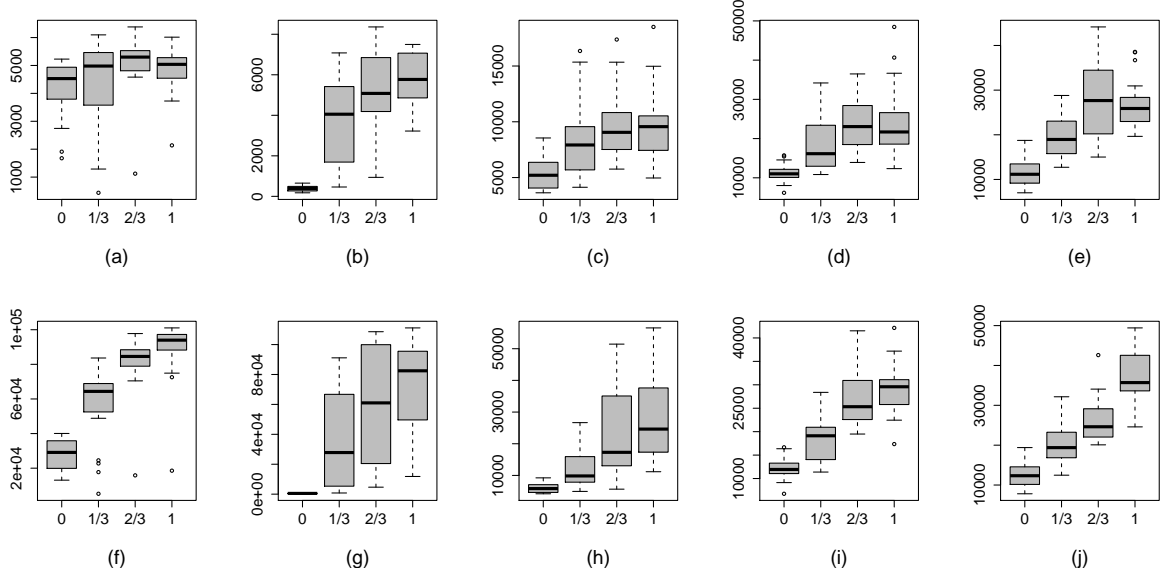 1000 3000 5000
0 1/3 2/3 1
(a)
0 2000 6000
0 1/3 2/3 1
(b)
5000 10000 15000
0 1/3 2/3 1
(c)
10000 30000 50000
0 1/3 2/3 1
(d)
10000 30000
0 1/3 2/3 1
(e)
2e+04 6e+04 1e+05
0 1/3 2/3 1
(f)
0e+00 4e+04 8e+04
0 1/3 2/3 1
(g)
10000 30000 50000
0 1/3 2/3 1
(h)
10000 25000 40000
0 1/3 2/3 1
(i)
10000 30000 50000
0 1/3 2/3 1
(j)